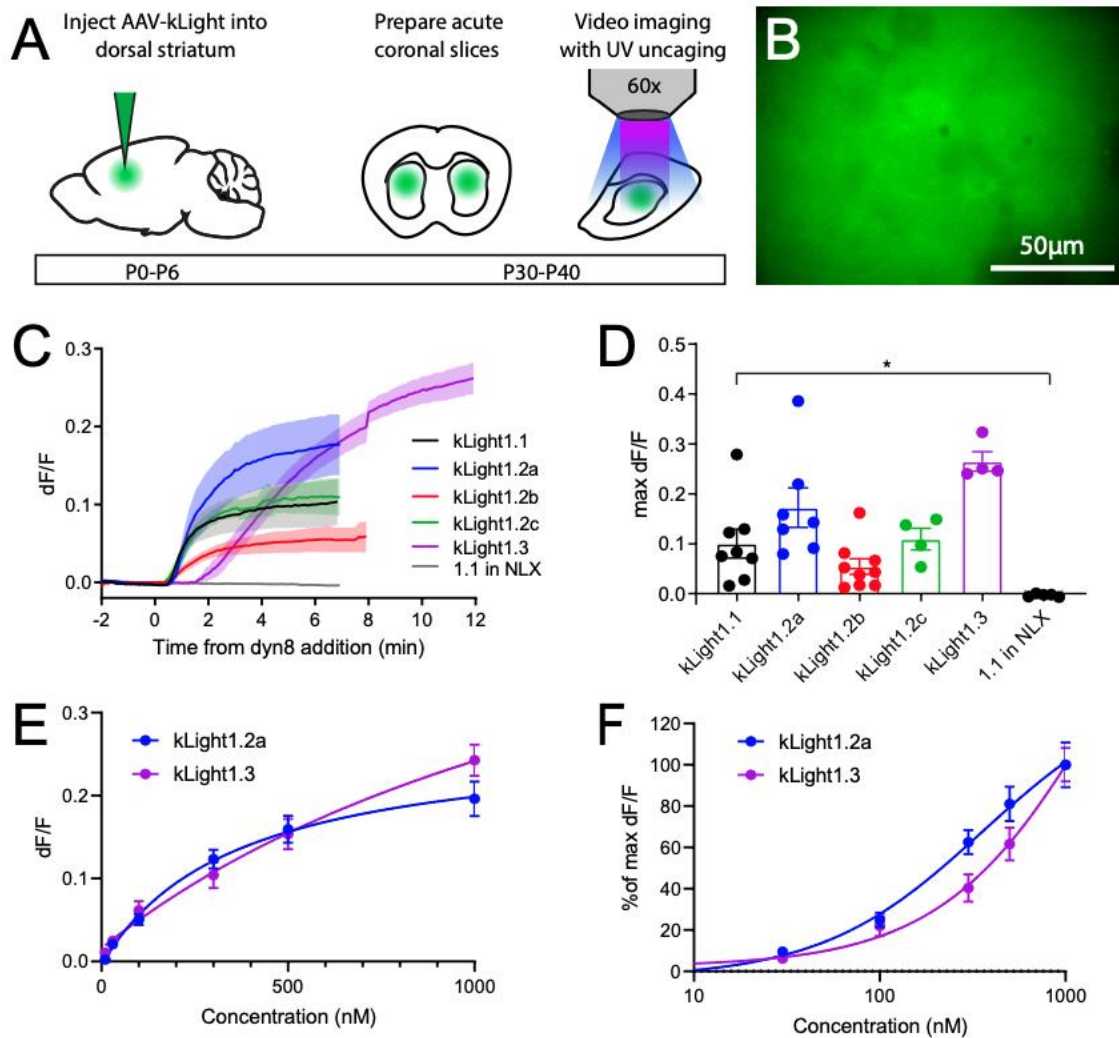 A
Inject AAV-kLight into
dorsal striatum
Prepare acute
coronal slices
Video imaging
with UV uncaging
60x
P0-P6
P30-P40
B
50µm
C
0.3
0.2
0.1
0.0
dF/F
-2
0
2
4
6
8
10
12
Time from dyn8 addition (min)
kLight1.1
kLight1.2a
kLight1.2b
kLight1.2c
kLight1.3
1.1 in NLX
D
0.5
0.4
0.3
0.2
0.1
0.0
max dF/F
*
kLight1.1
kLight1.2a
kLight1.2b
kLight1.2c
kLight1.3
1.1 in NLX
E
0.3
0.2
0.1
0.0
dF/F
kLight1.2a
kLight1.3
0
500
1000
Concentration (nM)
F
120
100
80
60
40
20
0
%of max dF/F
kLight1.2a
kLight1.3
10
100
1000
Concentration (nM)